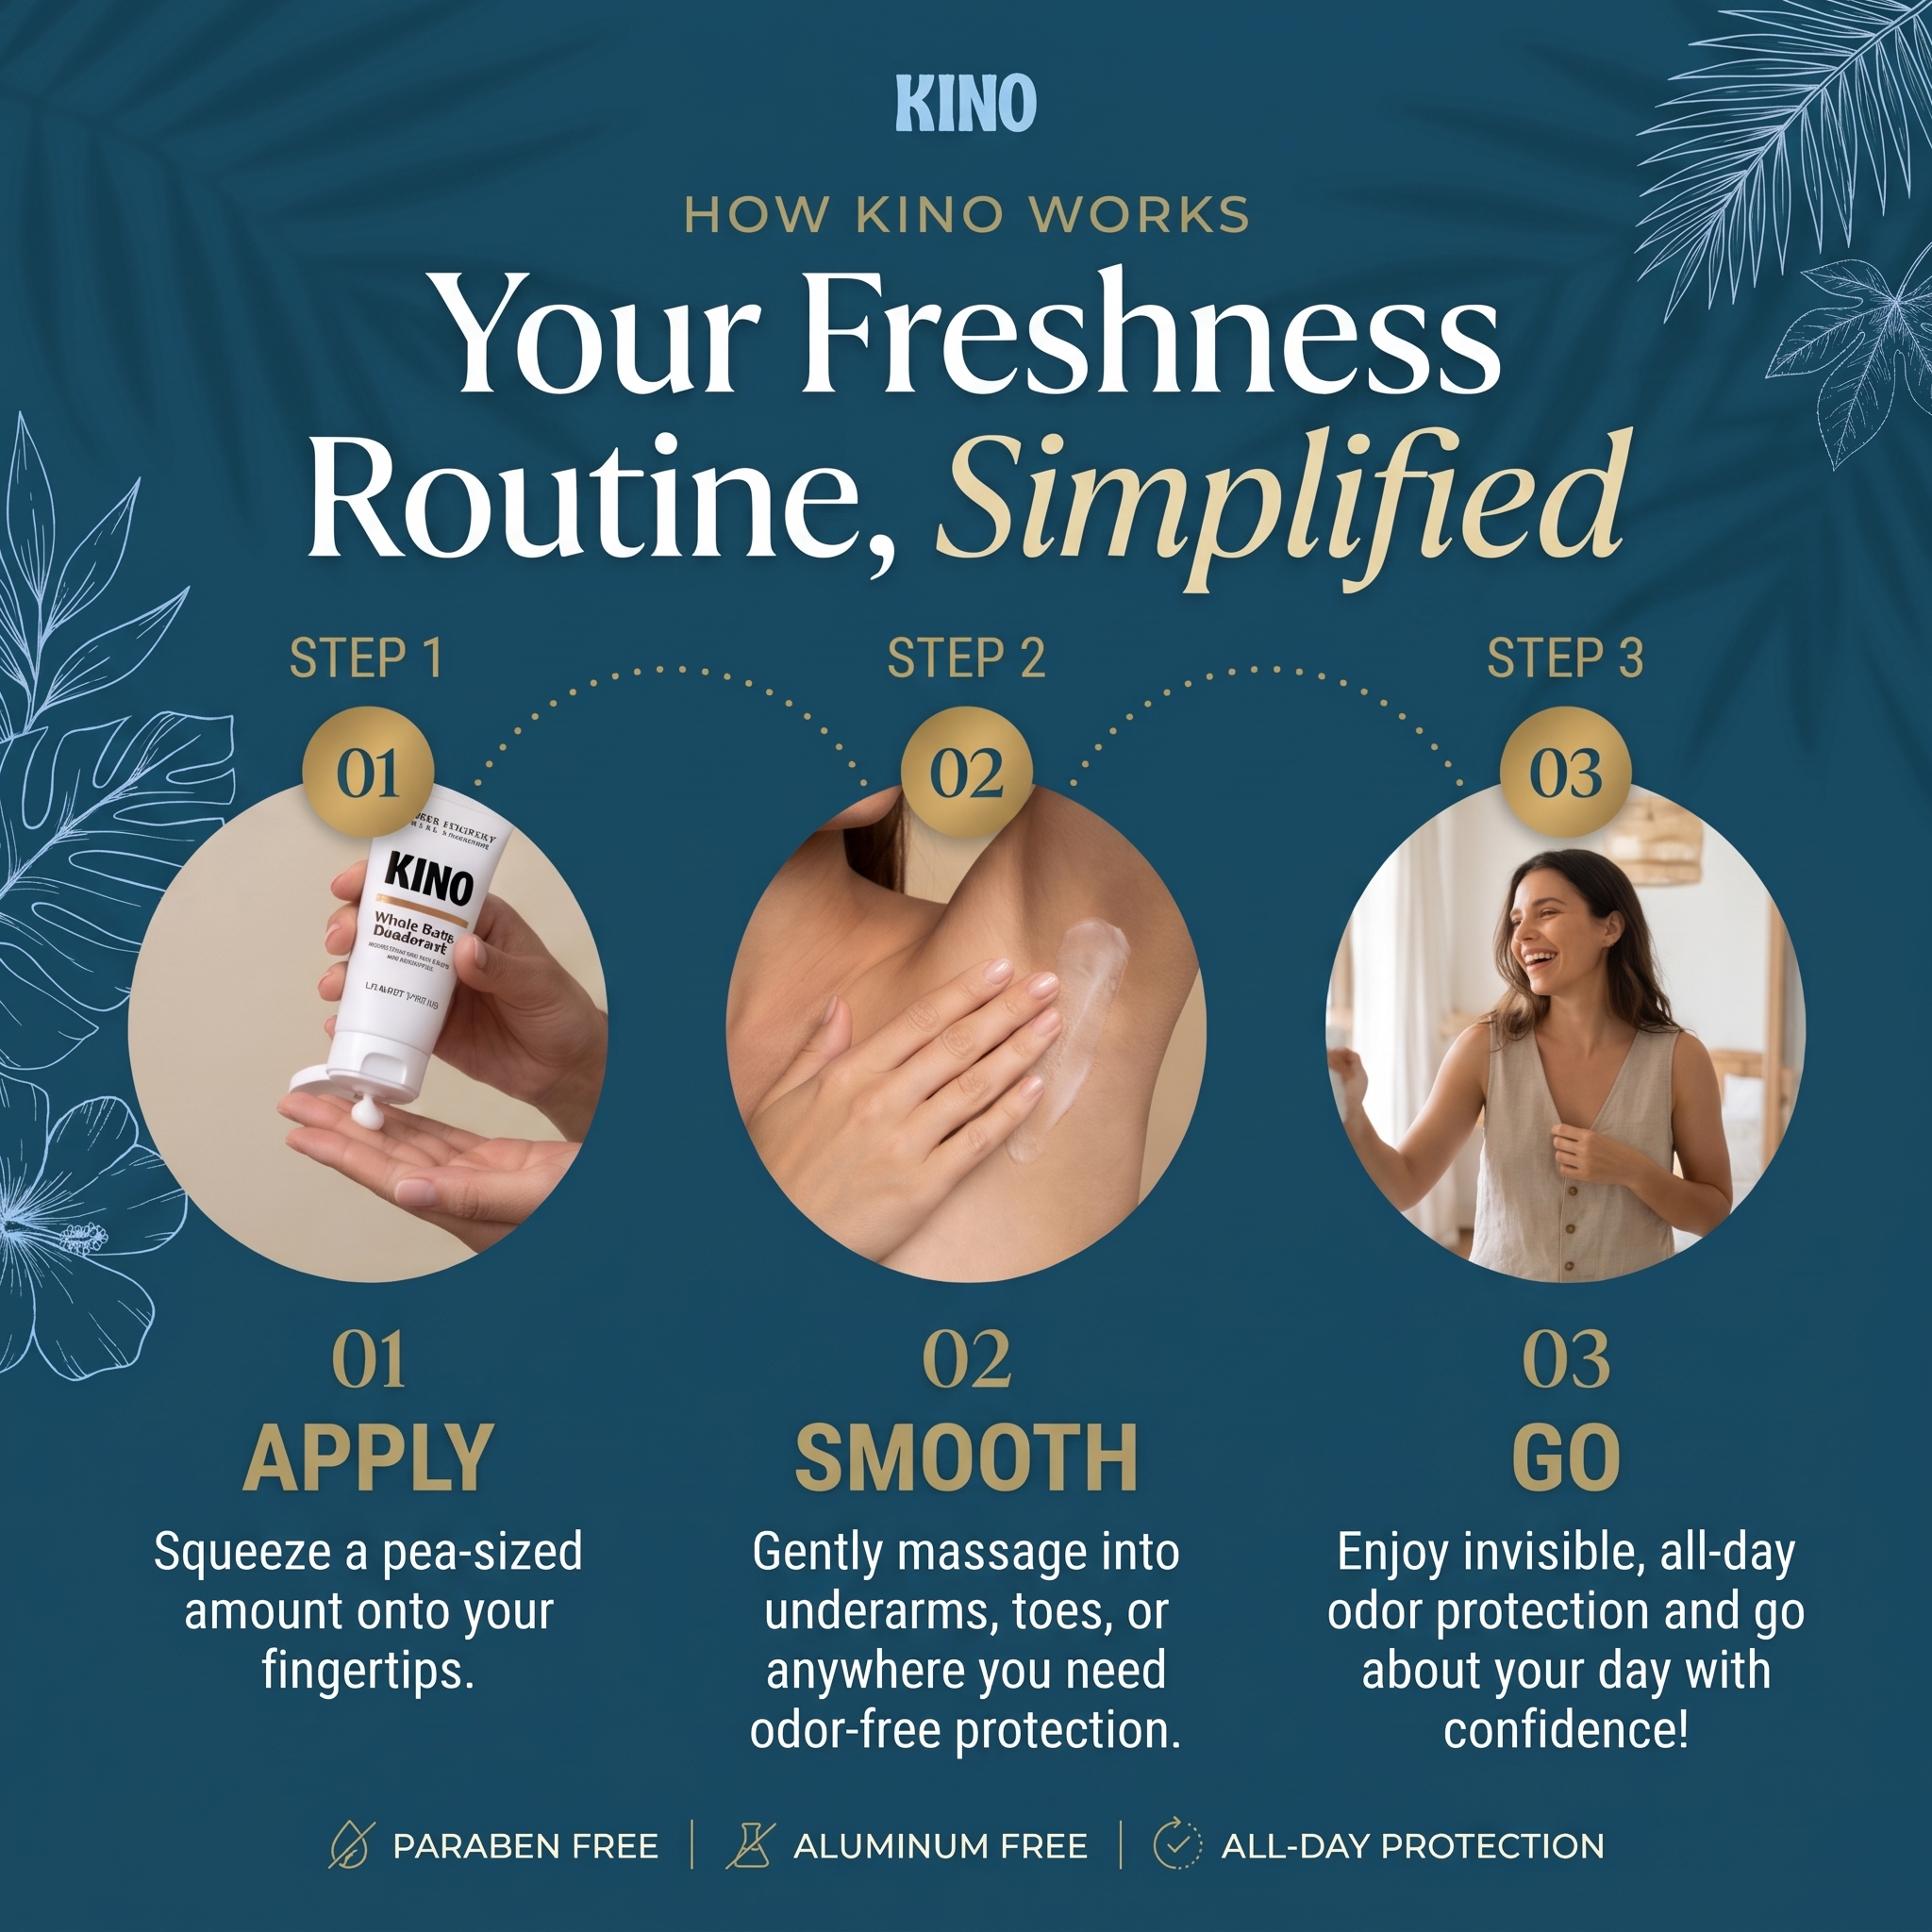 KINO
HOW KINO WORKS
Your Freshness
Routine, Simplified
STEP 1
STEP 2
STEP 3
01
02
03
KINO
Whole
01
APPLY
Squeeze a pea-sized
amount onto your
fingertips.
02
SMOOTH
Gently massage into
underarms, toes, or
anywhere you need
odor-free protection.
03
GO
Enjoy invisible, all-day
odor protection and go
about your day with
confidence!
PARABEN FREE
ALUMINUM FREE
ALL-DAY PROTECTION